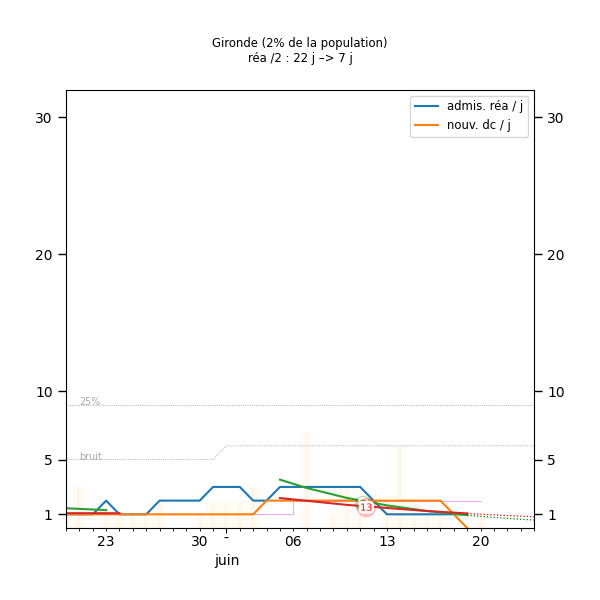 Gironde (2% de la population)
réa /2 : 22 j –> 7 j
admis. réa / j
nouv. dc / j
30 30
20 20
10 10
25%
bruit
5 5
13
1 1
23 30 06 13 20
juin